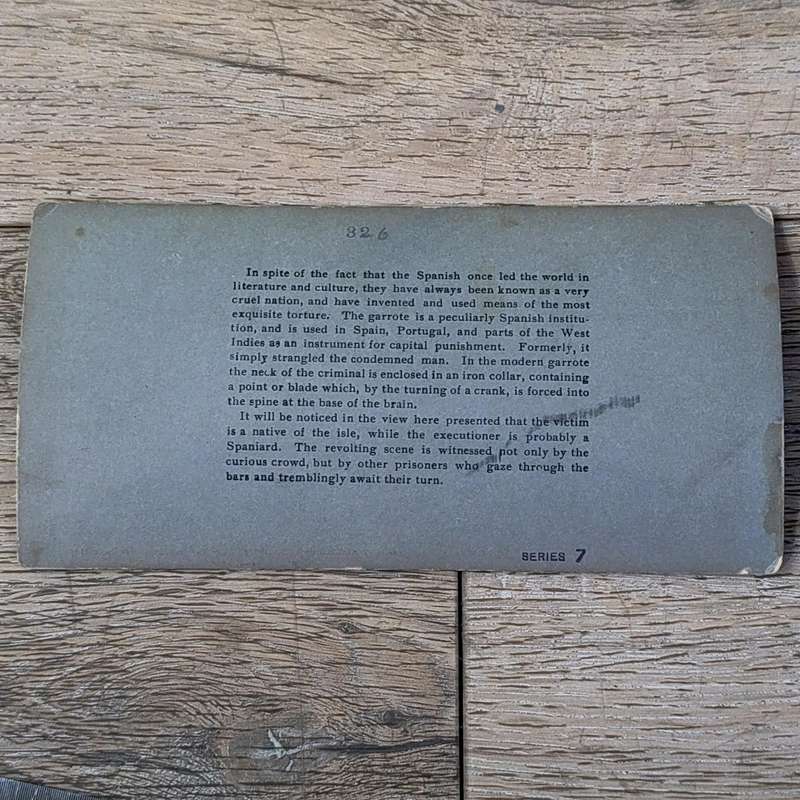 326
In spite of the fact that the Spanish once led the world in
literature and culture, they have always been known as a very
cruel nation, and have invented and used means of the most
exquisite torture. The garrote is a peculiarly Spanish institu-
tion, and is used in Spain, Portugal, and parts of the West
Indies as an instrument for capital punishment. Formerly, it
simply strangled the condemned man. In the modern garrote
the neck of the criminal is enclosed in an iron collar, containing
a point or blade which, by the turning of a crank, is forced into
the spine at the base of the brain.
It will be noticed in the view here presented that the victim
is a native of the isle, while the executioner is probably a
Spaniard. The revolting scene is witnessed not only by the
curious crowd, but by other prisoners who gaze through the
bars and tremblingly await their turn.
SERIES 7